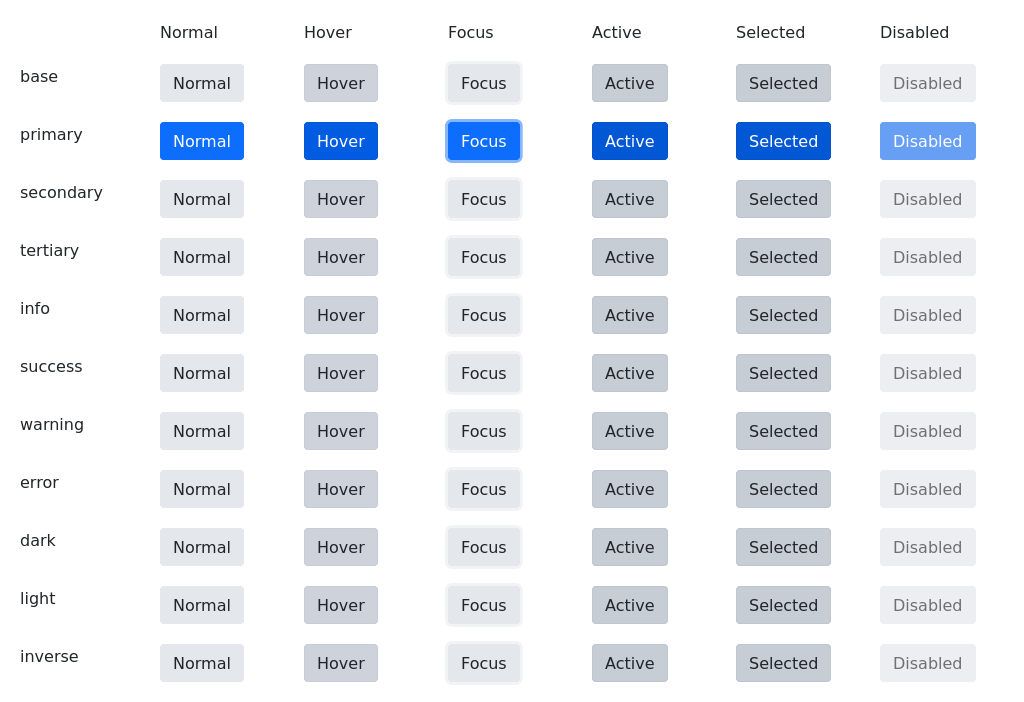 Normal Hover Focus Active Selected Disabled
base Normal Hover Focus Active Selected Disabled
primary Normal Hover Focus Active Selected Disabled
secondary Normal Hover Focus Active Selected Disabled
tertiary Normal Hover Focus Active Selected Disabled
info Normal Hover Focus Active Selected Disabled
success Normal Hover Focus Active Selected Disabled
warning Normal Hover Focus Active Selected Disabled
error Normal Hover Focus Active Selected Disabled
dark Normal Hover Focus Active Selected Disabled
light Normal Hover Focus Active Selected Disabled
inverse Normal Hover Focus Active Selected Disabled